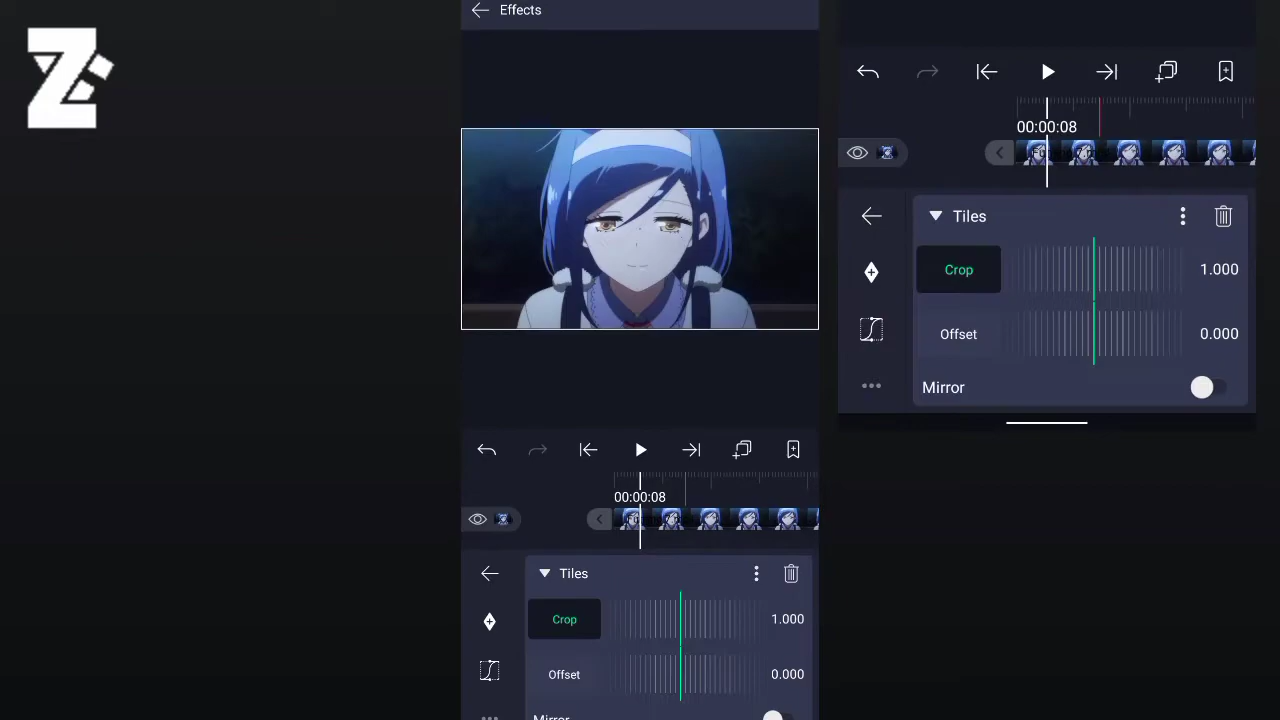 Z
Effects
00:00:08
Tiles
Crop
1.000
Offset
0.000
Mirror
00:00:08
Tiles
Crop
1.000
Offset
0.000
Mirror